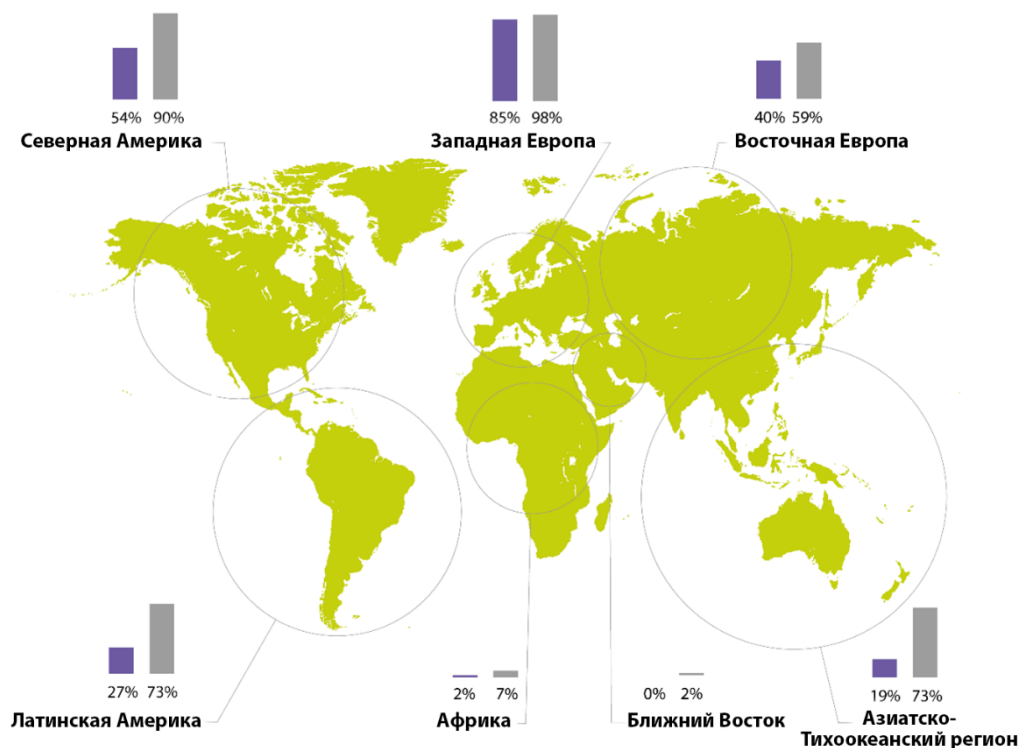 54% 90%
Северная Америка
85% 98%
Западная Европа
40% 59%
Восточная Европа
27% 73%
Латинская Америка
2% 7%
Африка
0% 2%
Ближний Восток
19% 73%
Азиатско-
Тихоокеанский регион